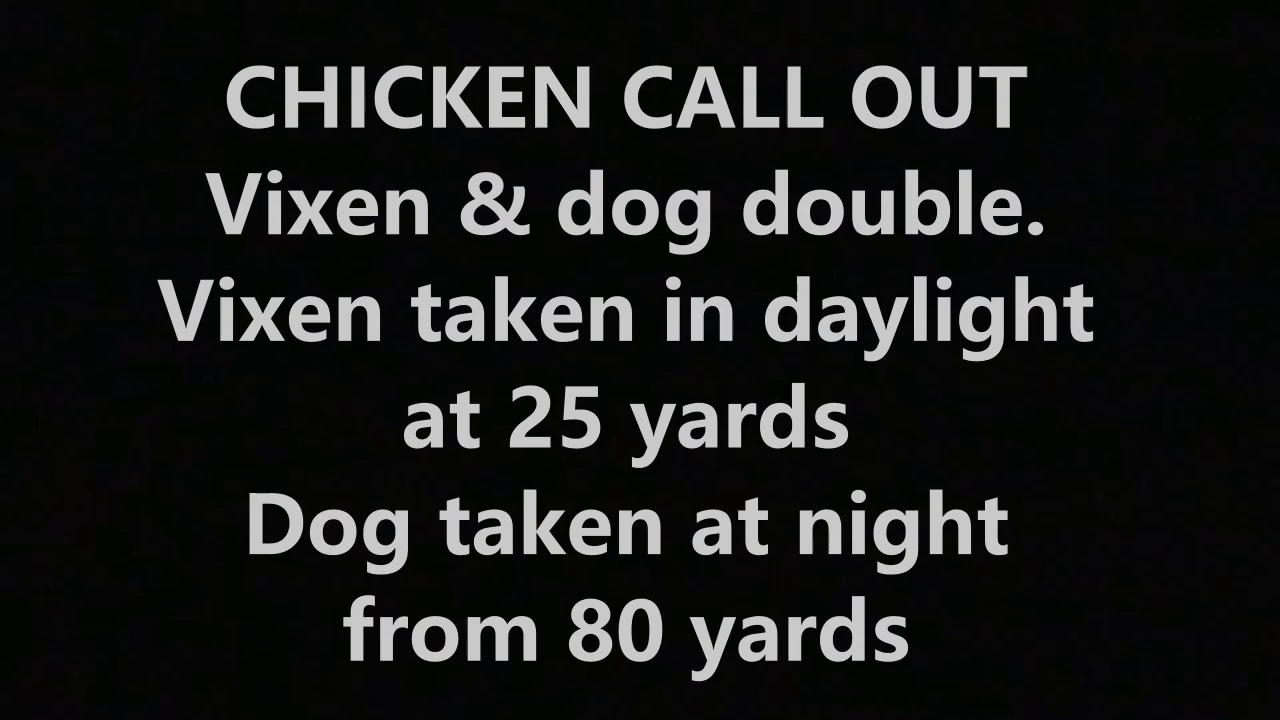 CHICKEN CALL OUT
Vixen & dog double.
Vixen taken in daylight
at 25 yards
Dog taken at night
from 80 yards